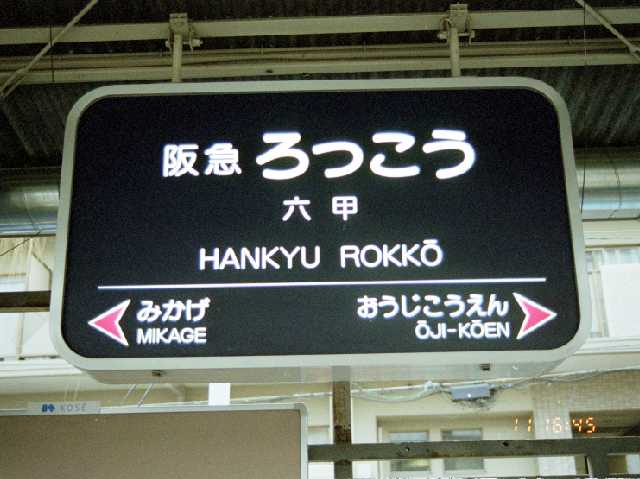 阪急 ろっこう
六甲
HANKYU ROKKŌ
みかげ
MIKAGE
おうじこうえん
ŌJI-KŌEN
KOSÉ
11 16:45